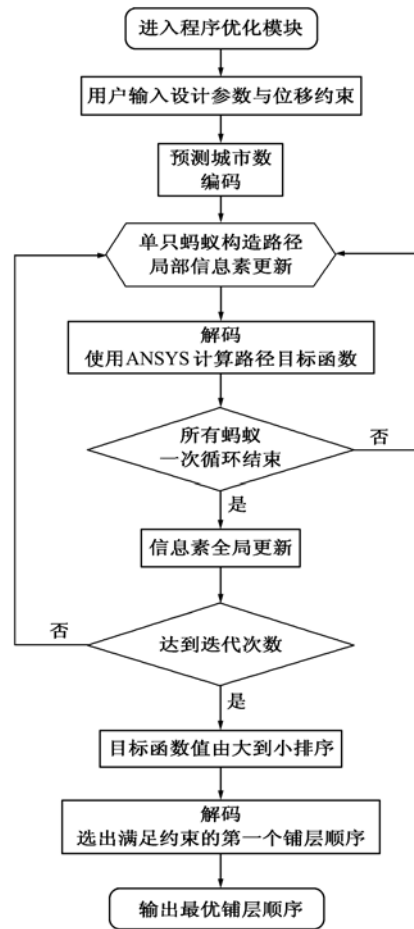 进入程序优化模块
用户输入设计参数与位移约束
预测城市数
编码
单只蚂蚁构造路径
局部信息素更新
解码
使用ANSYS计算路径目标函数
所有蚂蚁
一次循环结束
否
是
信息素全局更新
否
达到迭代次数
是
目标函数值由大到小排序
解码
选出满足约束的第一个铺层顺序
输出最优铺层顺序